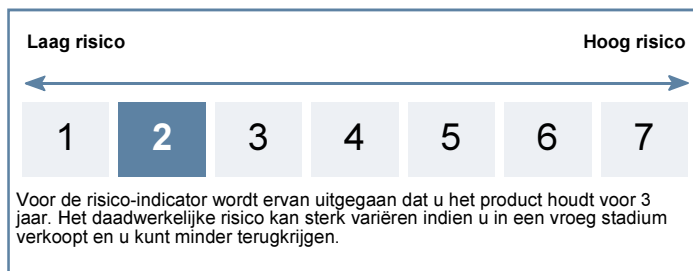 Laag risico Hoog risico
1 2 3 4 5 6 7
Voor de risico-indicator wordt ervan uitgegaan dat u het product houdt voor 3
jaar. Het daadwerkelijke risico kan sterk variëren indien u in een vroeg stadium
verkoopt en u kunt minder terugkrijgen.